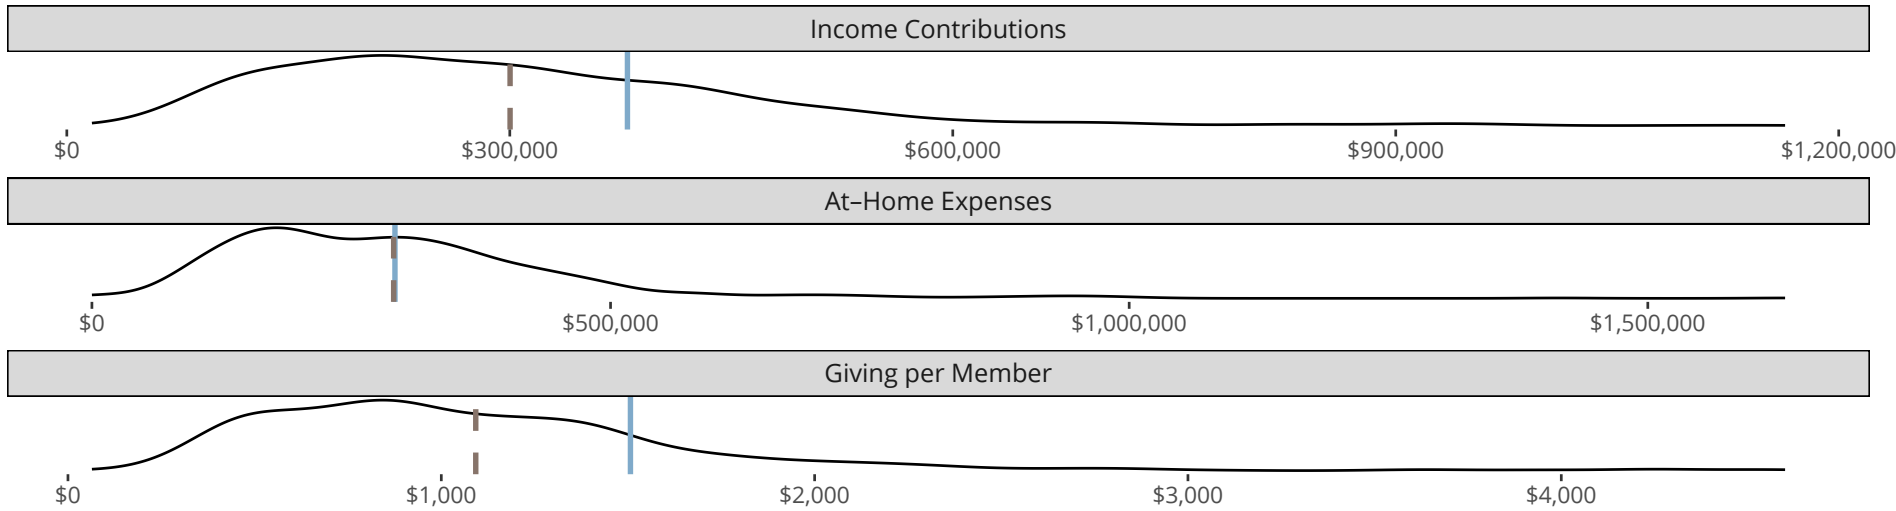 Income Contributions
$0 $300,000 $600,000 $900,000 $1,200,000
At–Home Expenses
$0 $500,000 $1,000,000 $1,500,000
Giving per Member
$0 $1,000 $2,000 $3,000 $4,000